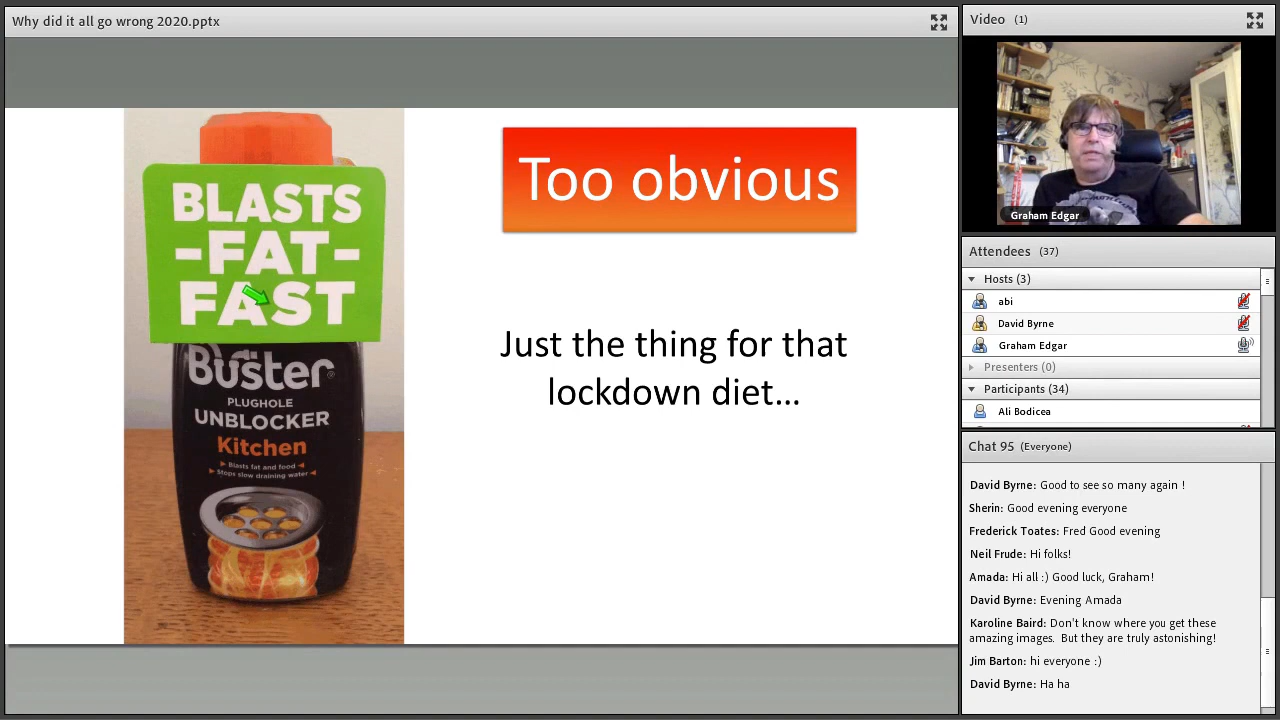 Why did it all go wrong 2020.pptx
BLASTS
-FAT-
FAST
Buster
PLUGHOLE
UNBLOCKER
Kitchen
Blasts fat and food
Stops slow draining water
Too obvious
Just the thing for that
lockdown diet...
Video (1)
Graham Edgar
Attendees (37)
Hosts (3)
abi
David Byrne
Graham Edgar
Presenters (0)
Participants (34)
Ali Bodicea
Chat 95 (Everyone)
David Byrne: Good to see so many again !
Sherin: Good evening everyone
Frederick Toates: Fred Good evening
Neil Frude: Hi folks!
Amada: Hi all :) Good luck, Graham!
David Byrne: Evening Amada
Karoline Baird: Don't know where you get these
amazing images. But they are truly astonishing!
Jim Barton: hi everyone :)
David Byrne: Ha ha